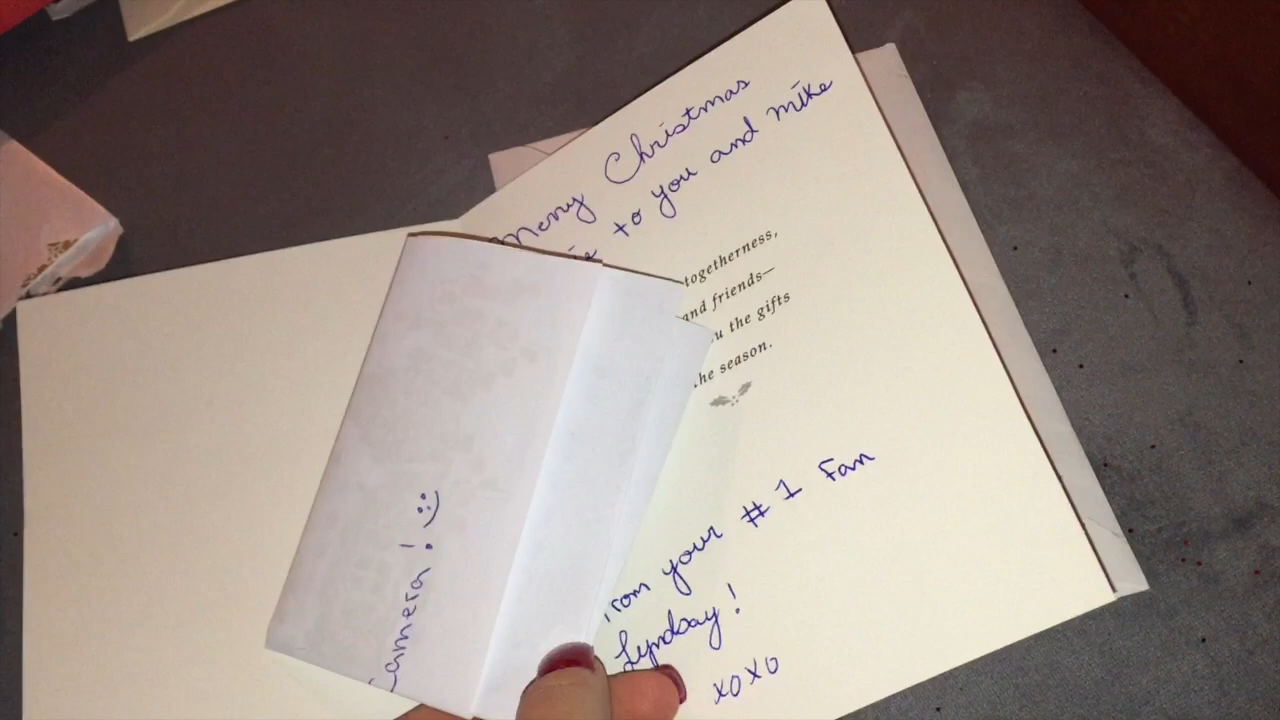 Merry Christmas
to you and mike
togetherness,
and friends—
the gifts
the season.
From your #1 Fan
Lyndsay!
xoxo
Camera! :)